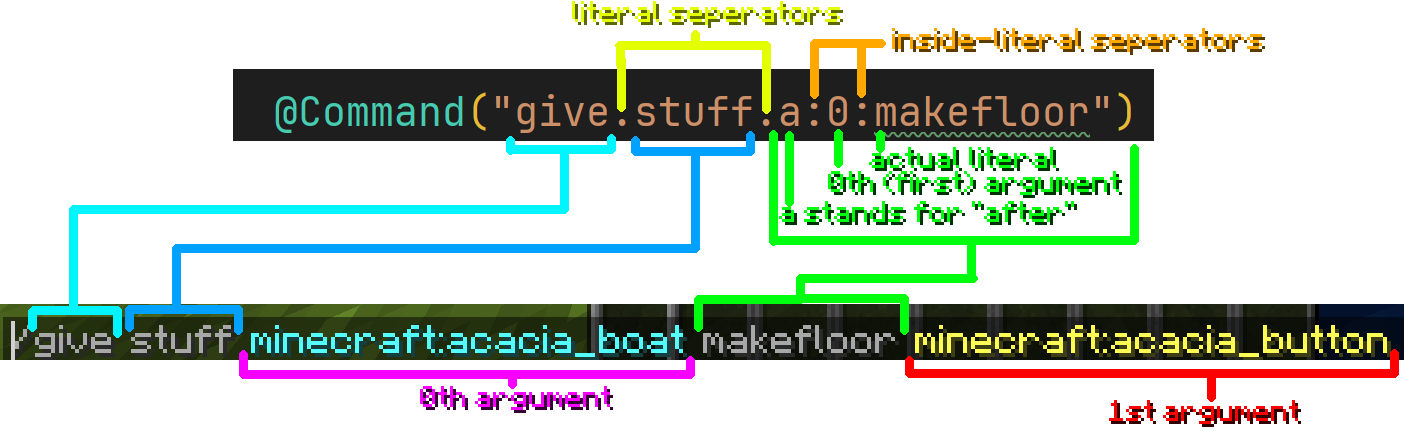 literal seperators
inside-literal seperators
@Command("give.stuff.a:0:makefloor")
actual literal
0th (first) argument
a stands for "after"
/give stuff minecraft:acacia_boat makefloor minecraft:acacia_button
0th argument
1st argument